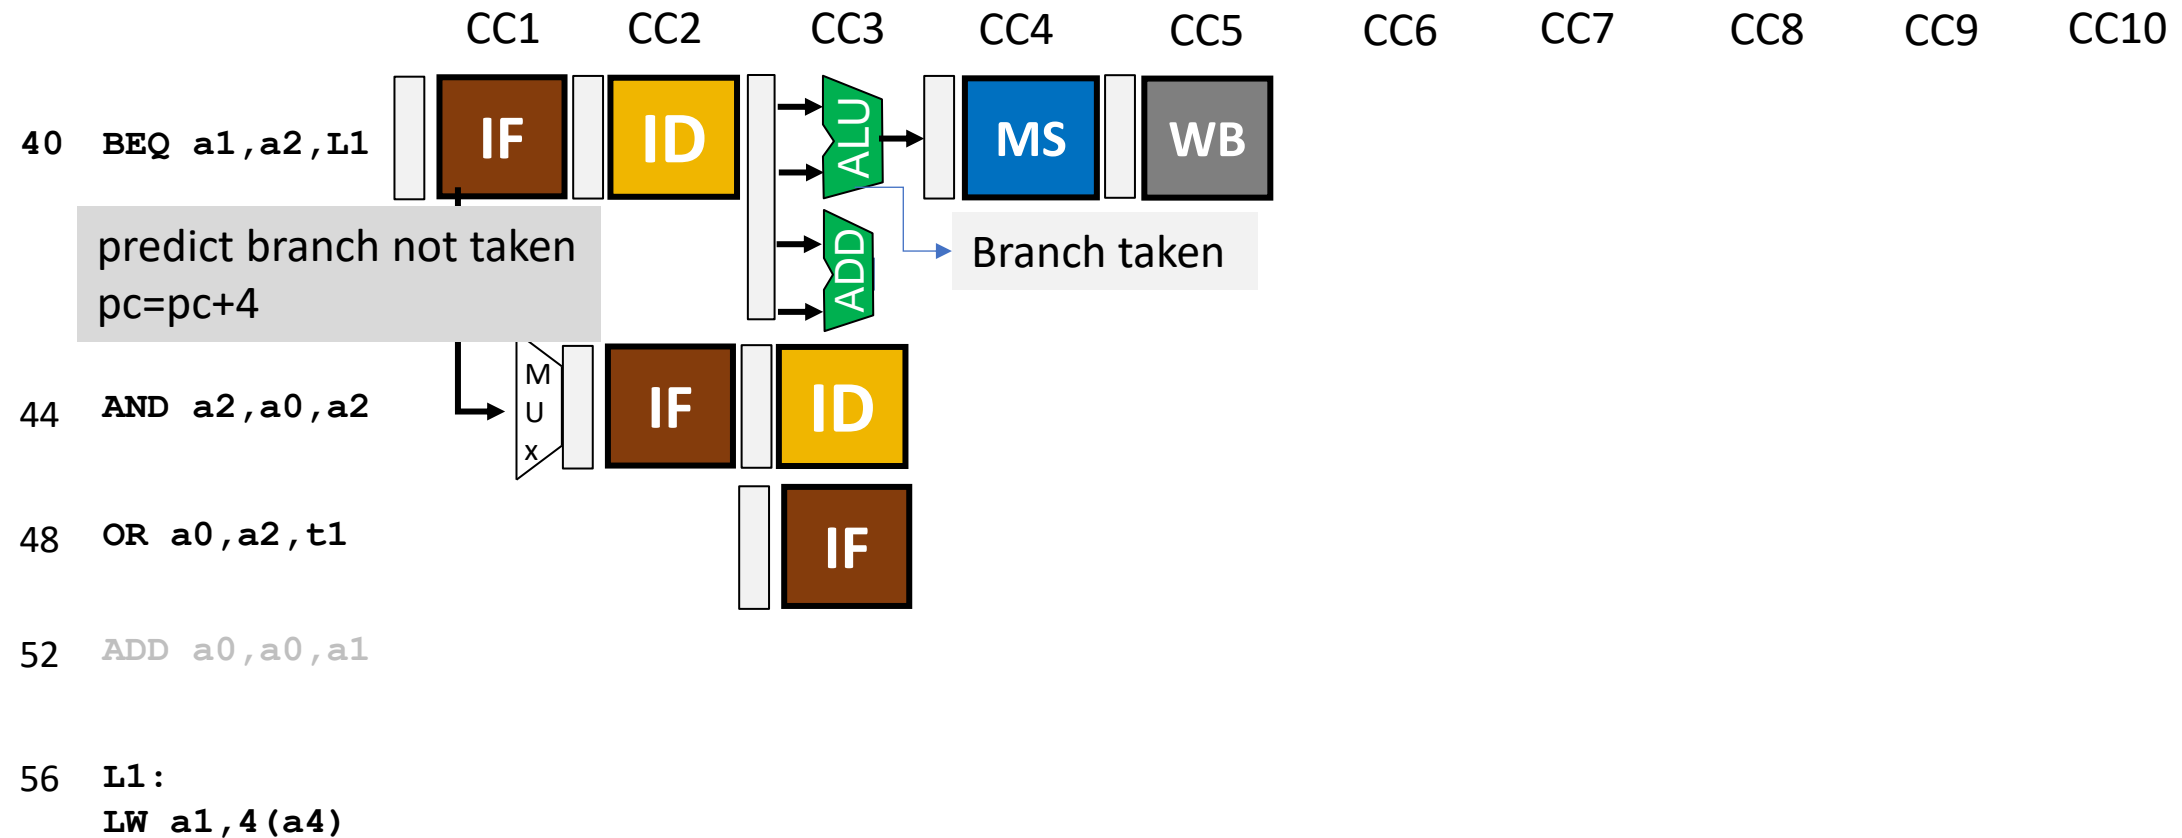 CC1 CC2 CC3 CC4 CC5 CC6 CC7 CC8 CC9 CC10
40 BEQ a1,a2,L1 IF ID ALU MS WB
predict branch not taken
pc=pc+4
ADD Branch taken
44 AND a2,a0,a2 MUx IF ID
48 OR a0,a2,t1 IF
52 ADD a0,a0,a1
56 L1:
LW a1,4(a4)